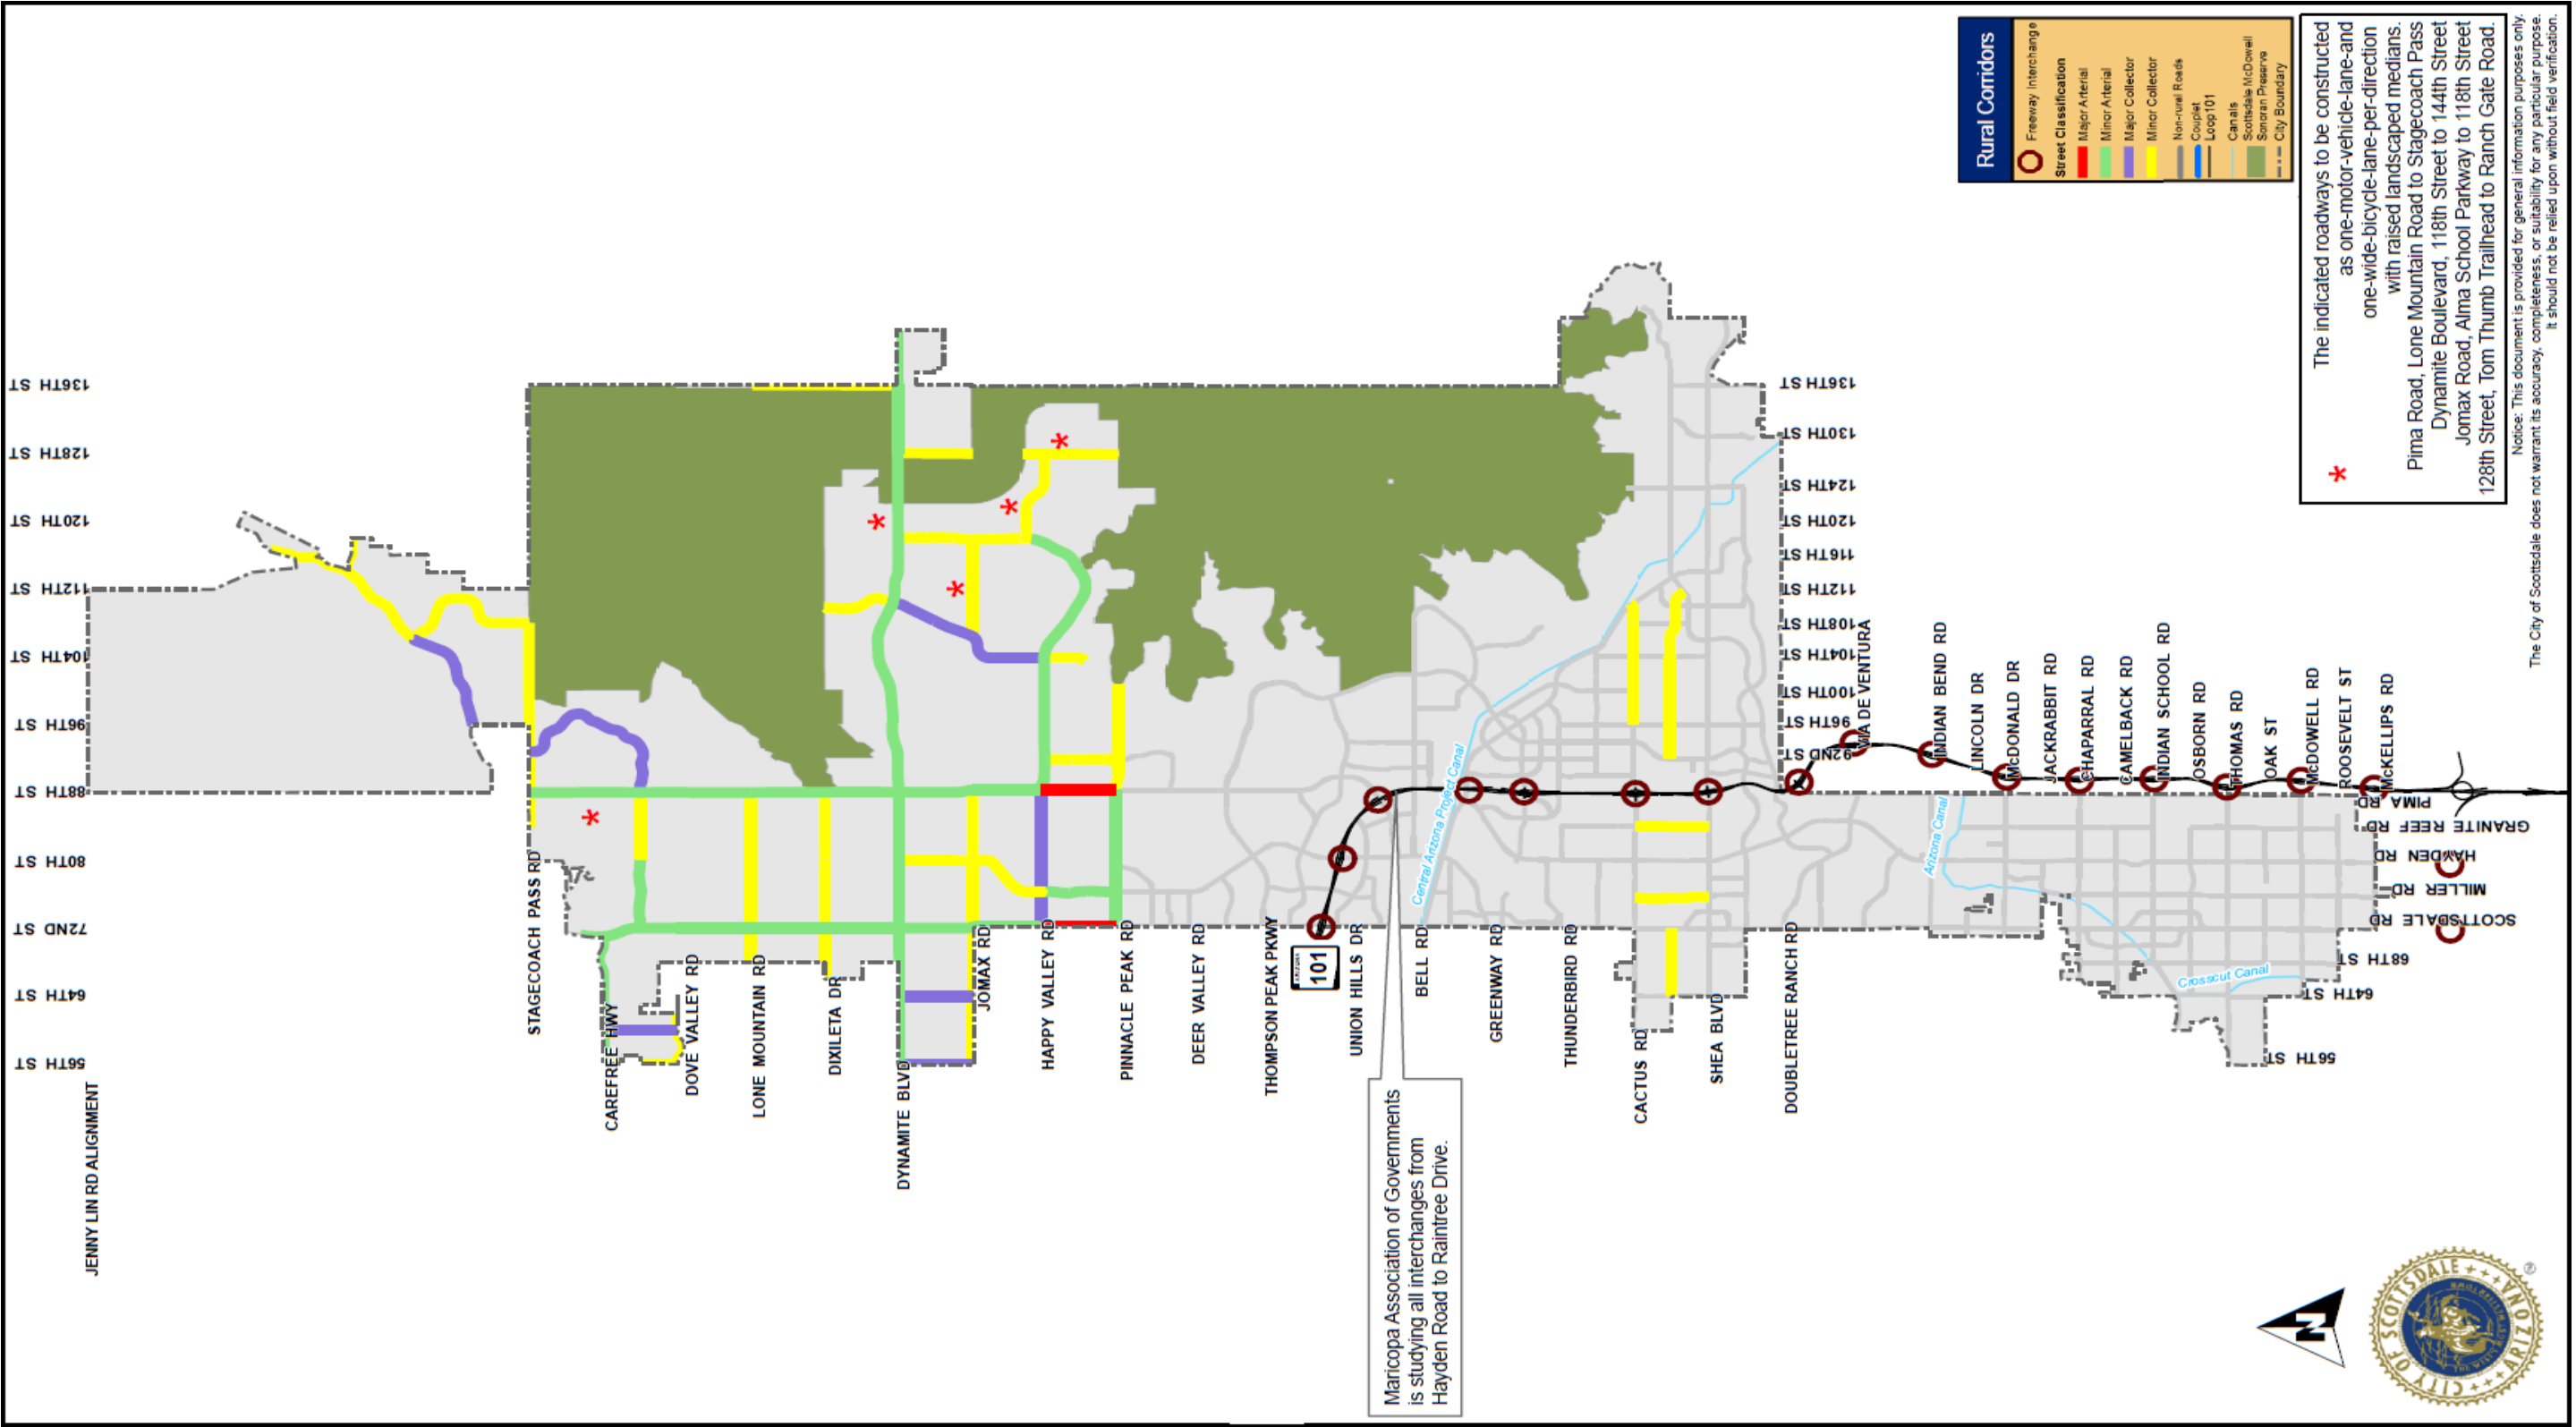 Rural Corridors
Freeway Interchange
Street Classification
Major Arterial
Minor Arterial
Major Collector
Minor Collector
Non-rural Roads
Couplet
Loop101
Canals
Scottsdale McDowell
Sonoran Preserve
City Boundary
The indicated roadways to be constructed
as one-motor-vehicle-lane-and
one-wide-bicycle-lane-per-direction
with raised landscaped medians.
Pima Road, Lone Mountain Road to Stagecoach Pass
Dynamite Boulevard, 118th Street to 144th Street
Jomax Road, Alma School Parkway to 118th Street
128th Street, Tom Thumb Trailhead to Ranch Gate Road.
*
Notice: This document is provided for general information purposes only.
The City of Scottsdale does not warrant its accuracy, completeness, or suitability for any particular purpose.
It should not be relied upon without field verification.
136TH ST
128TH ST
120TH ST
112TH ST
104TH ST
96TH ST
88TH ST
80TH ST
72ND ST
64TH ST
56TH ST
JENNY LIN RD ALIGNMENT
STAGECOACH PASS RD
CAREFREE HWY
DOVE VALLEY RD
LONE MOUNTAIN RD
DIXILETA DR
DYNAMITE BLVD
JOMAX RD
HAPPY VALLEY RD
PINNACLE PEAK RD
DEER VALLEY RD
THOMPSON PEAK PKWY
UNION HILLS DR
BELL RD
GREENWAY RD
THUNDERBIRD RD
CACTUS RD
SHEA BLVD
DOUBLETREE RANCH RD
ARIZONA
101
Central Arizona Project Canal
Arizona Canal
Crosscut Canal
136TH ST
130TH ST
124TH ST
120TH ST
116TH ST
112TH ST
108TH ST
104TH ST
100TH ST
96TH ST
92ND ST
VIA DE VENTURA
INDIAN BEND RD
LINCOLN DR
McDONALD DR
JACKRABBIT RD
CHAPARRAL RD
CAMELBACK RD
INDIAN SCHOOL RD
OSBORN RD
THOMAS RD
OAK ST
McDOWELL RD
ROOSEVELT ST
McKELLIPS RD
PIMA RD
GRANITE REEF RD
HAYDEN RD
MILLER RD
SCOTTSDALE RD
68TH ST
64TH ST
56TH ST
Maricopa Association of Governments
is studying all interchanges from
Hayden Road to Raintree Drive.
N
CITY OF SCOTTSDALE
ARIZONA
®